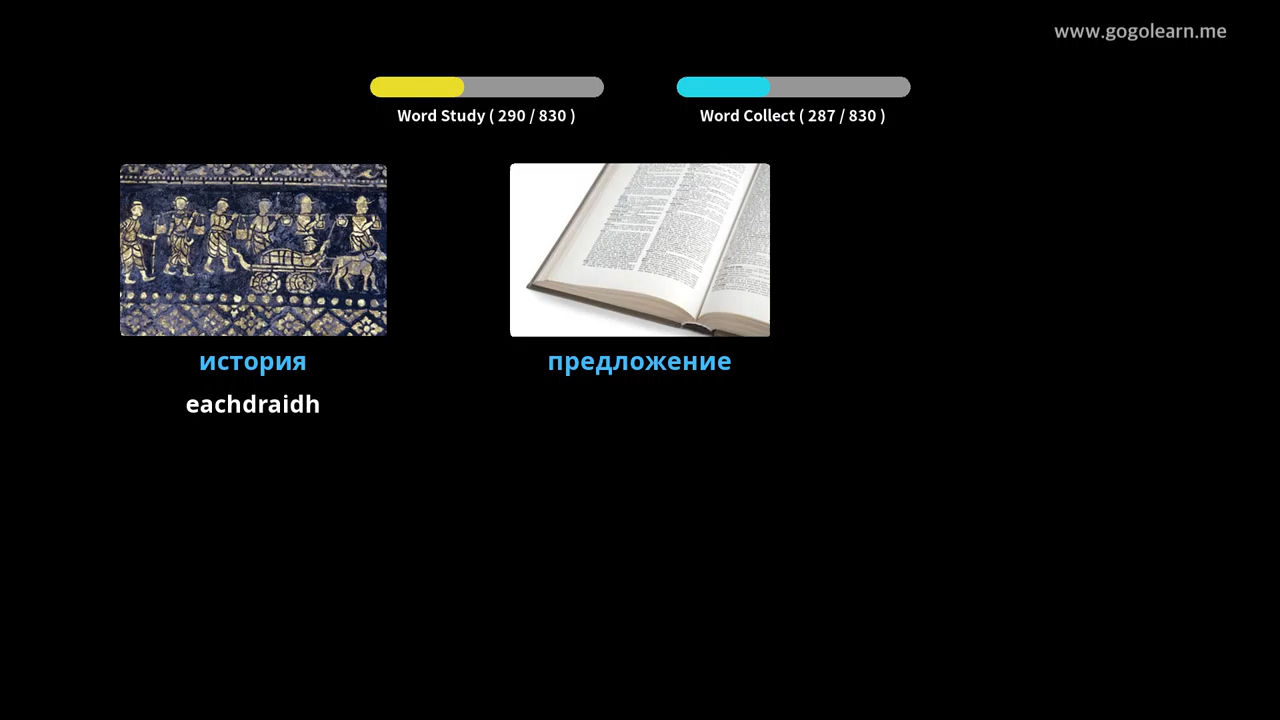 www.gogolearn.me
Word Study ( 290 / 830 )
Word Collect ( 287 / 830 )
история
предложение
eachdraidh